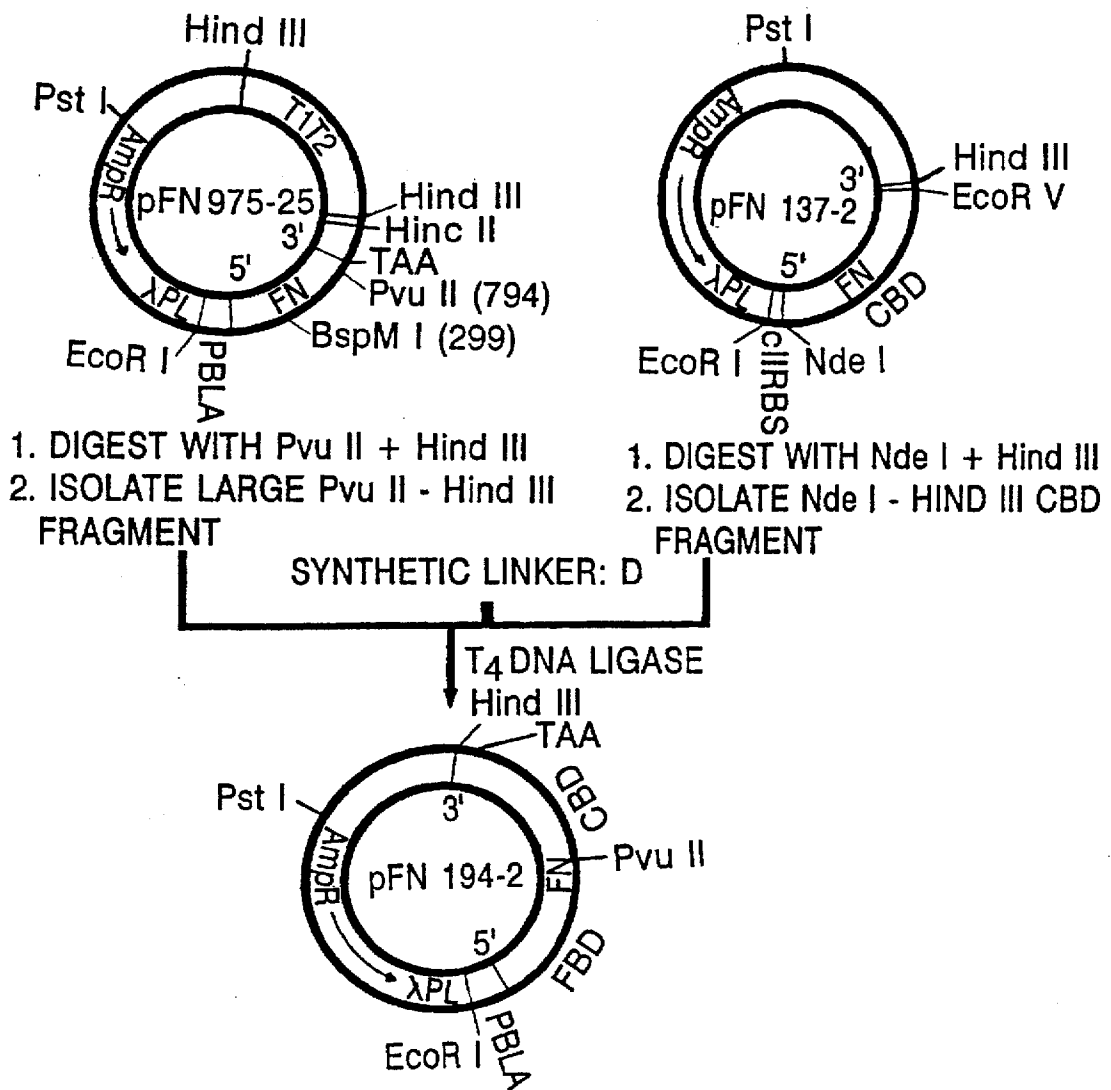 Hind III
Pst I
AmpR
T1T2
pFN 975-25
Hind III
Hinc II
3'
TAA
5'
Pvu II (794)
λPL
FN
BspM I (299)
EcoR I
PBLA
Pst I
AmpR
Hind III
3'
EcoR V
pFN 137-2
5'
λPL
FN
CBD
EcoR I
Nde I
cIIRBS
1. DIGEST WITH Pvu II + Hind III
2. ISOLATE LARGE Pvu II - Hind III
FRAGMENT
1. DIGEST WITH Nde I + Hind III
2. ISOLATE Nde I - HIND III CBD
FRAGMENT
SYNTHETIC LINKER: D
T4 DNA LIGASE
Hind III
TAA
CBD
Pst I
3'
AmpR
Pvu II
pFN 194-2
FN
5'
FBD
λPL
EcoR I
PBLA